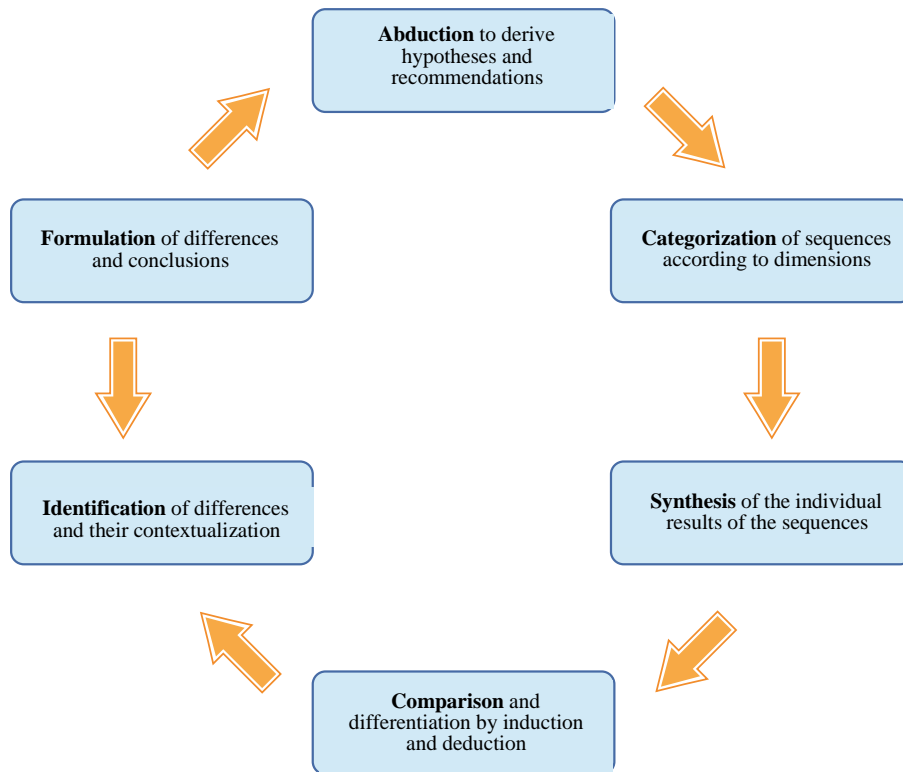 Abduction to derive
hypotheses and
recommendations
Formulation of differences
and conclusions
Categorization of sequences
according to dimensions
Identification of differences
and their contextualization
Synthesis of the individual
results of the sequences
Comparison and
differentiation by induction
and deduction